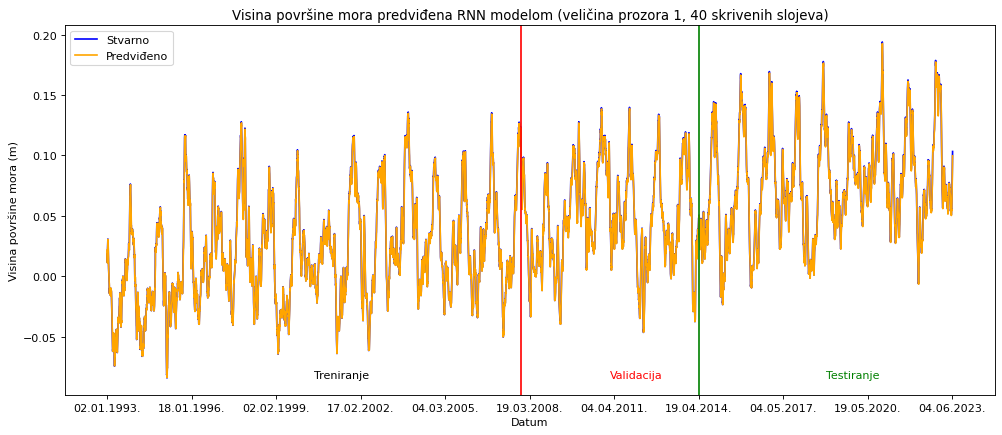 Visina površine mora predviđena RNN modelom (veličina prozora 1, 40 skrivenih slojeva)
Stvarno
Predviđeno
Visina površine mora (m)
0.20
0.15
0.10
0.05
0.00
−0.05
Treniranje
Validacija
Testiranje
02.01.1993.
18.01.1996.
02.02.1999.
17.02.2002.
04.03.2005.
19.03.2008.
04.04.2011.
19.04.2014.
04.05.2017.
19.05.2020.
04.06.2023.
Datum